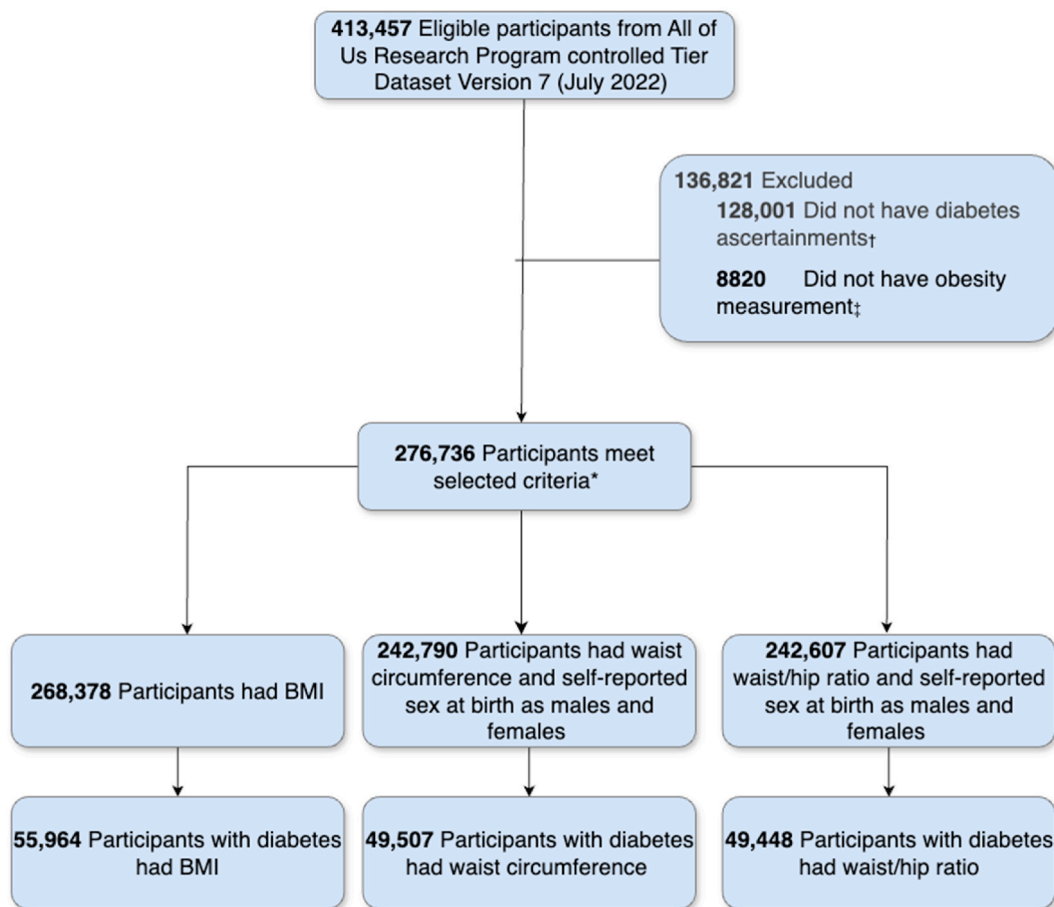 413,457 Eligible participants from All of
Us Research Program controlled Tier
Dataset Version 7 (July 2022)
136,821 Excluded
128,001 Did not have diabetes
ascertainments†
8820 Did not have obesity
measurement‡
276,736 Participants meet
selected criteria*
268,378 Participants had BMI
242,790 Participants had waist
circumference and self-reported
sex at birth as males and
females
242,607 Participants had
waist/hip ratio and self-reported
sex at birth as males and
females
55,964 Participants with diabetes
had BMI
49,507 Participants with diabetes
had waist circumference
49,448 Participants with diabetes
had waist/hip ratio